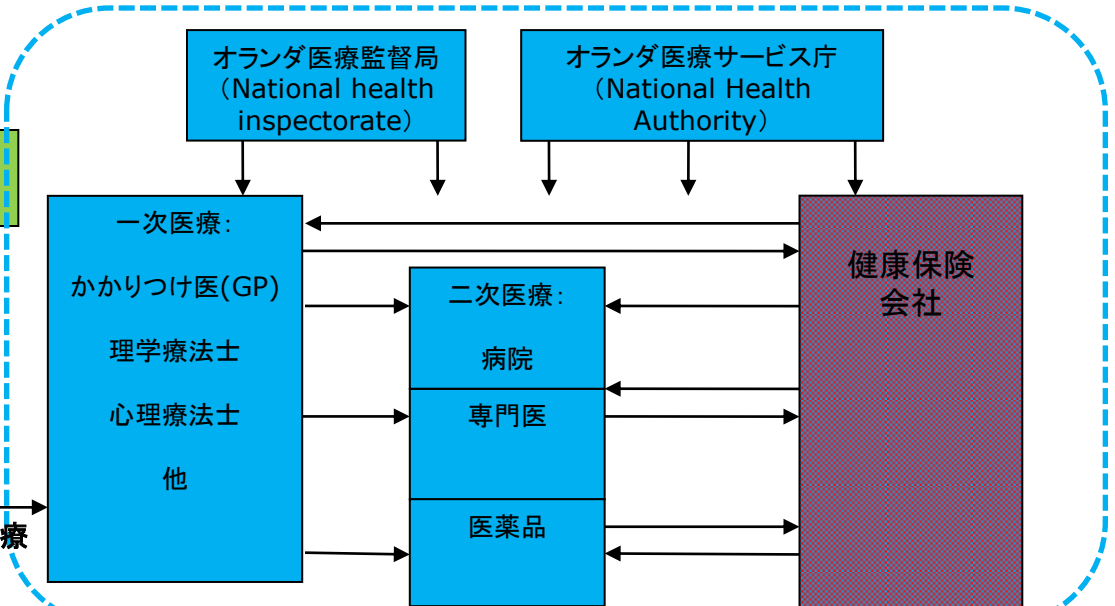 オランダ医療監督局
（National health
inspectorate）
オランダ医療サービス庁
（National Health
Authority）
一次医療：
かかりつけ医(GP)
理学療法士
心理療法士
他
二次医療：
病院
専門医
医薬品
健康保険
会社
療